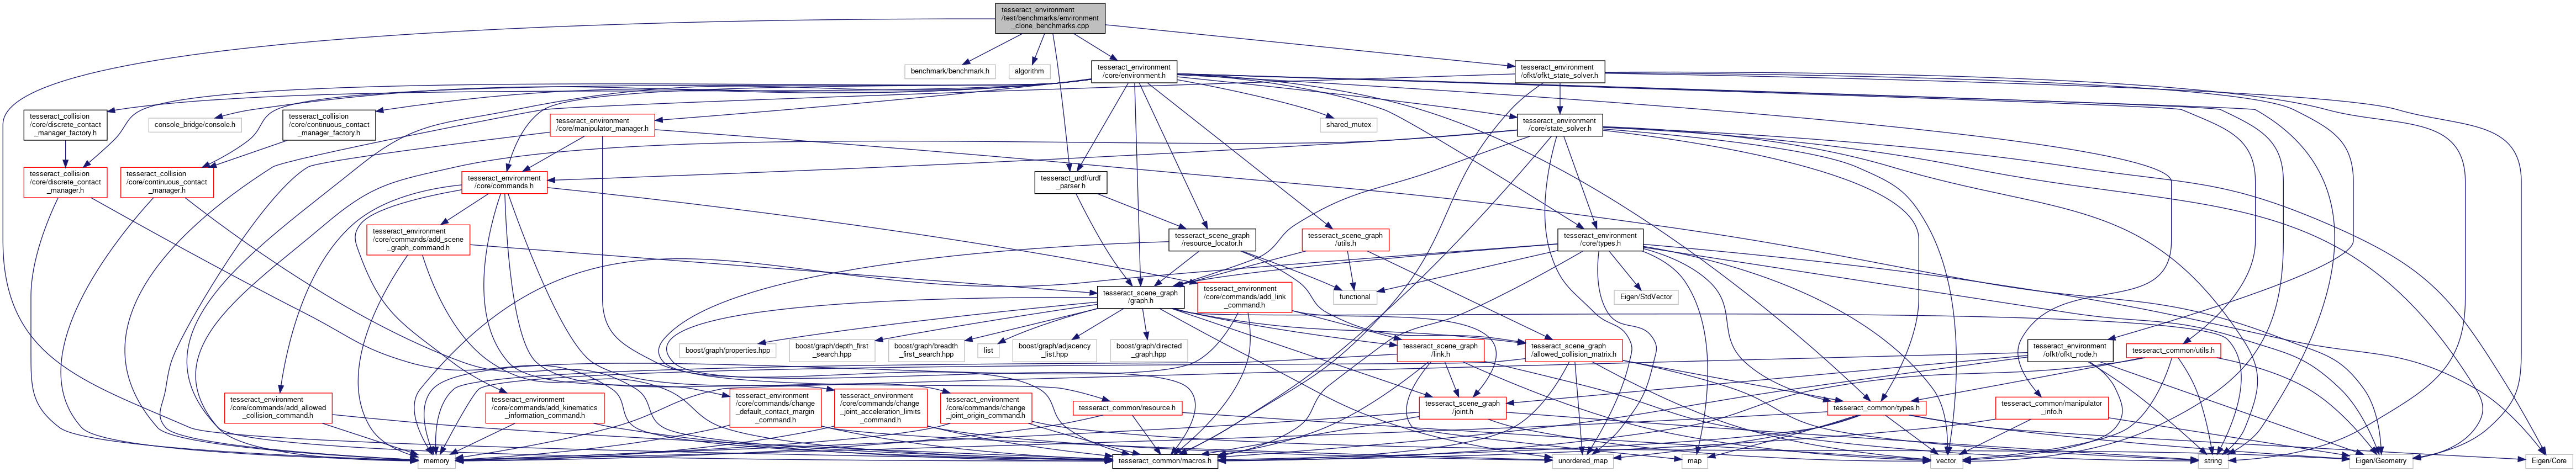 tesseract_environment
/test/benchmarks/environment
_clone_benchmarks.cpp
benchmark/benchmark.h
algorithm
tesseract_environment
/core/environment.h
tesseract_environment
/ofkt/ofkt_state_solver.h
tesseract_collision
/core/discrete_contact
_manager_factory.h
console_bridge/console.h
tesseract_collision
/core/continuous_contact
_manager_factory.h
tesseract_environment
/core/manipulator_manager.h
shared_mutex
tesseract_environment
/core/state_solver.h
tesseract_collision
/core/discrete_contact
_manager.h
tesseract_collision
/core/continuous_contact
_manager.h
tesseract_environment
/core/commands.h
tesseract_urdf/urdf
_parser.h
tesseract_environment
/core/commands/add_scene
_graph_command.h
tesseract_scene_graph
/resource_locator.h
tesseract_scene_graph
/utils.h
tesseract_environment
/core/types.h
tesseract_scene_graph
/graph.h
tesseract_environment
/core/commands/add_link
_command.h
functional
Eigen/StdVector
boost/graph/properties.hpp
boost/graph/depth_first
_search.hpp
boost/graph/breadth
_first_search.hpp
list
boost/graph/adjacency
_list.hpp
boost/graph/directed
_graph.hpp
tesseract_scene_graph
/link.h
tesseract_scene_graph
/allowed_collision_matrix.h
tesseract_environment
/ofkt/ofkt_node.h
tesseract_common/utils.h
tesseract_environment
/core/commands/add_allowed
_collision_command.h
tesseract_environment
/core/commands/add_kinematics
_information_command.h
tesseract_environment
/core/commands/change
_default_contact_margin
_command.h
tesseract_environment
/core/commands/change
_joint_acceleration_limits
_command.h
tesseract_environment
/core/commands/change
_joint_origin_command.h
tesseract_common/resource.h
tesseract_scene_graph
/joint.h
tesseract_common/types.h
tesseract_common/manipulator
_info.h
memory
tesseract_common/macros.h
unordered_map
map
vector
string
Eigen/Geometry
Eigen/Core